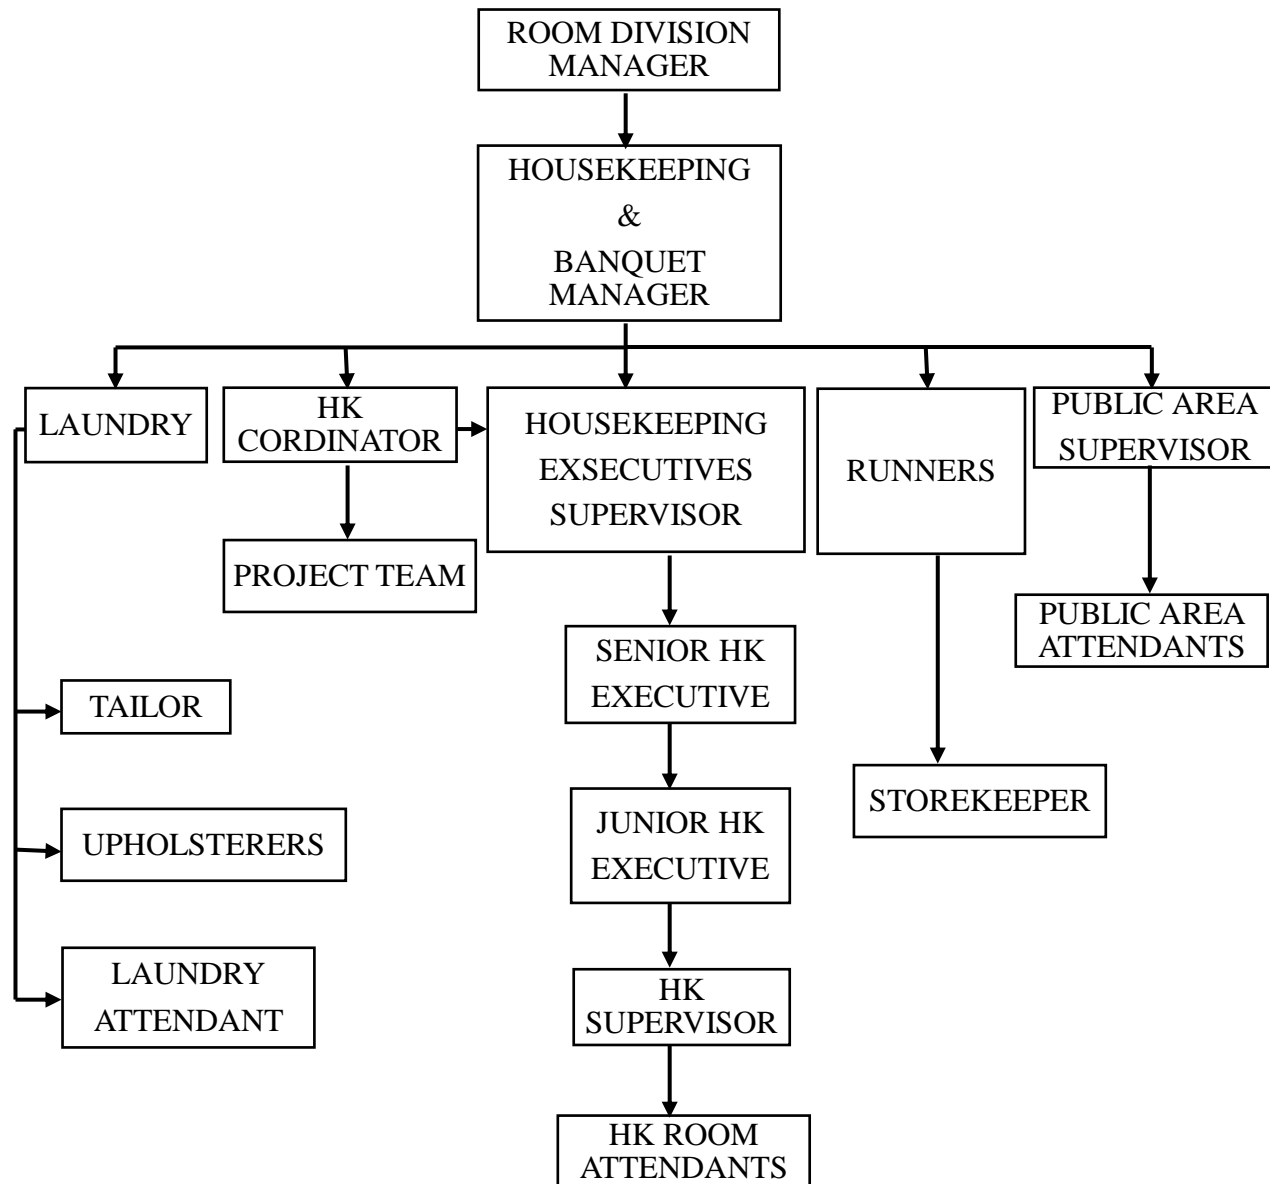 ROOM DIVISION
MANAGER
HOUSEKEEPING
&
BANQUET
MANAGER
LAUNDRY
HK
CORDINATOR
HOUSEKEEPING
EXSECUTIVES
SUPERVISOR
RUNNERS
PUBLIC AREA
SUPERVISOR
PROJECT TEAM
PUBLIC AREA
ATTENDANTS
SENIOR HK
EXECUTIVE
TAILOR
STOREKEEPER
JUNIOR HK
EXECUTIVE
UPHOLSTERERS
LAUNDRY
ATTENDANT
HK
SUPERVISOR
HK ROOM
ATTENDANTS